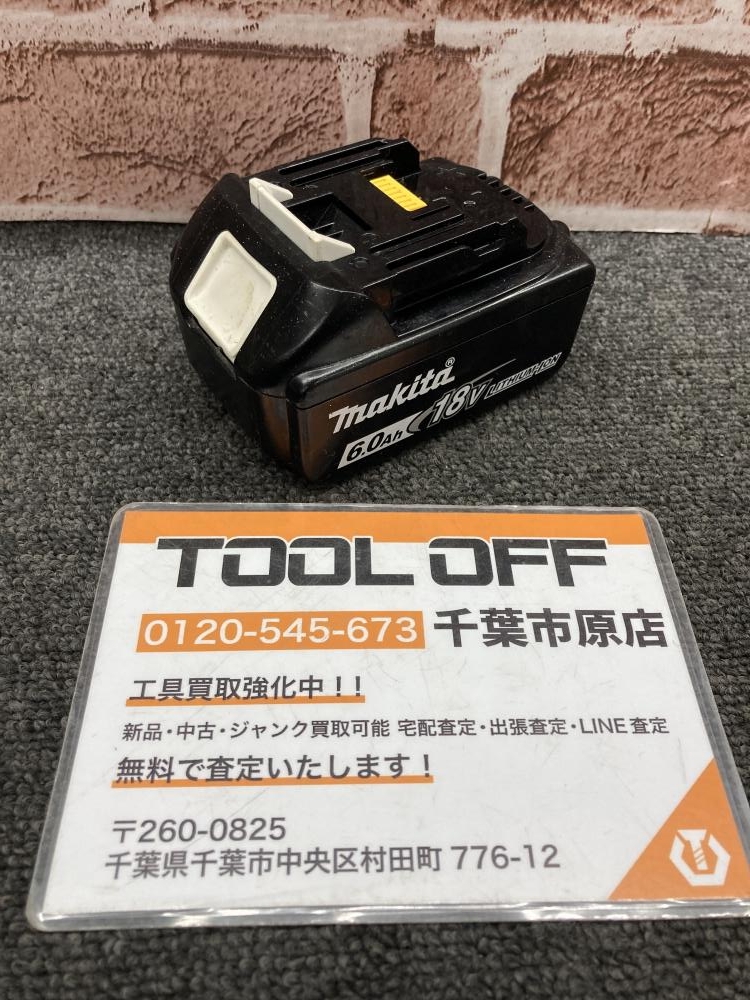 makita®
6.0Ah 18V LITHIUM-ION
TOOL OFF
0120-545-673 千葉市原店
工具買取強化中!!
新品・中古・ジャンク買取可能 宅配査定・出張査定・LINE査定
無料で査定いたします!
〒260-0825
千葉県千葉市中央区村田町 776-12